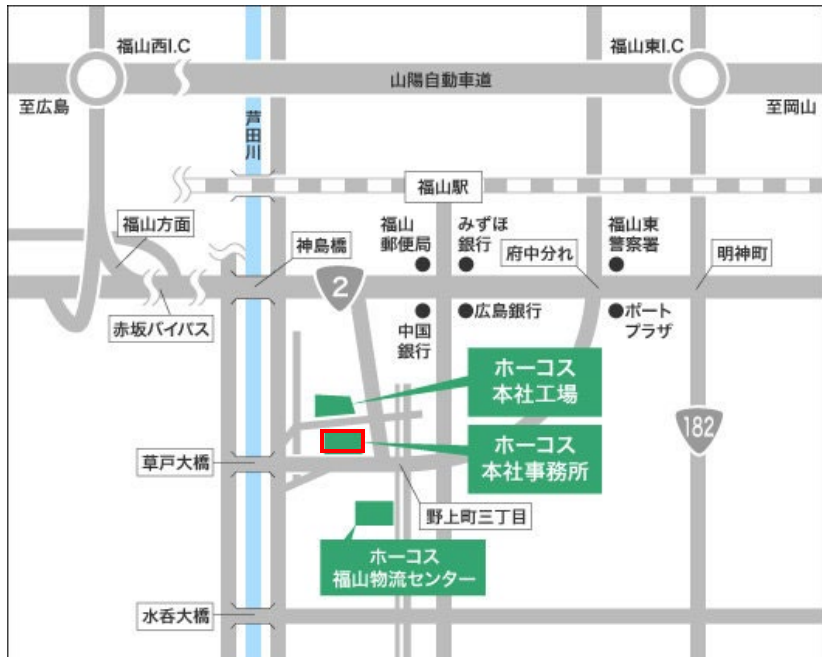 福山西I.C
福山東I.C
山陽自動車道
至広島
至岡山
芦田川
福山駅
福山方面
神島橋
福山
郵便局
みずほ
銀行
府中分れ
福山東
警察署
明神町
2
赤坂バイパス
中国
銀行
広島銀行
ポート
プラザ
ホーコス
本社工場
182
ホーコス
本社事務所
草戸大橋
野上町三丁目
ホーコス
福山物流センター
水呑大橋